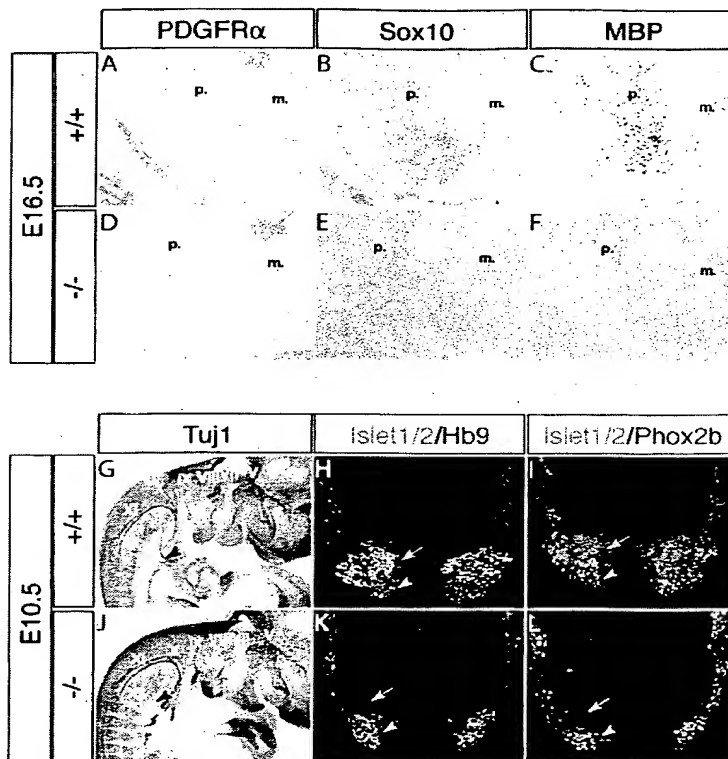 PDGFRα Sox10 MBP
E16.5
+/+
A p. m. B p. m. C p. m.
-/-
D p. m. E p. m. F p. m.
Tuj1 Islet1/2/Hb9 Islet1/2/Phox2b
E10.5
+/+
G H I
-/-
J K L